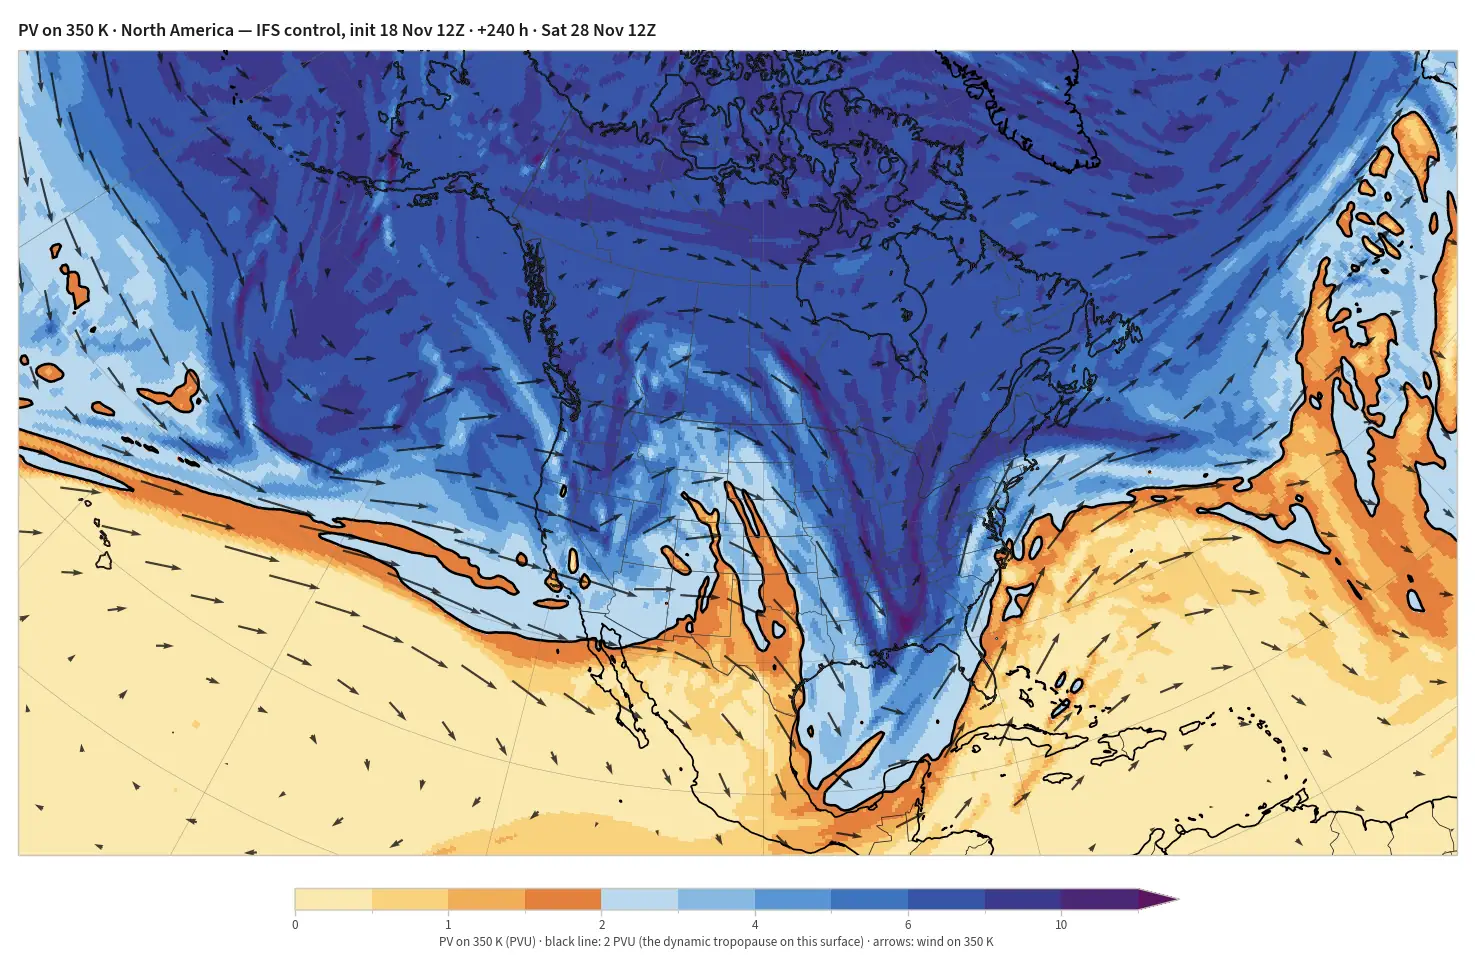 PV on 350 K · North America — IFS control, init 18 Nov 12Z · +240 h · Sat 28 Nov 12Z
0 1 2 4 6 10
PV on 350 K (PVU) · black line: 2 PVU (the dynamic tropopause on this surface) · arrows: wind on 350 K